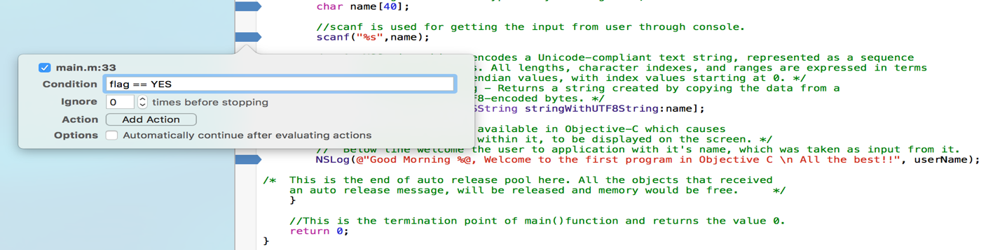 char name[40];
//scanf is used for getting the input from user through console.
scanf("%s",name);
main.m:33
Condition flag == YES
Ignore 0 times before stopping
Action Add Action
Options Automatically continue after evaluating actions
encodes a Unicode-compliant text string, represented as a sequence
. All lengths, character indexes, and ranges are expressed in terms
endian values, with index values starting at 0. */
- Returns a string created by copying the data from a
F8-encoded bytes. */
SString stringWithUTF8String:name];
available in Objective-C which causes
within it, to be displayed on the screen. */
// Below line welcome the user to application with it's name, which was taken as input from it.
NSLog(@"Good Morning %@, Welcome to the first program in Objective C \n All the best!!", userName);
/* This is the end of auto release pool here. All the objects that received
an auto release message, will be released and memory would be free. */
}
//This is the termination point of main()function and returns the value 0.
return 0;
}